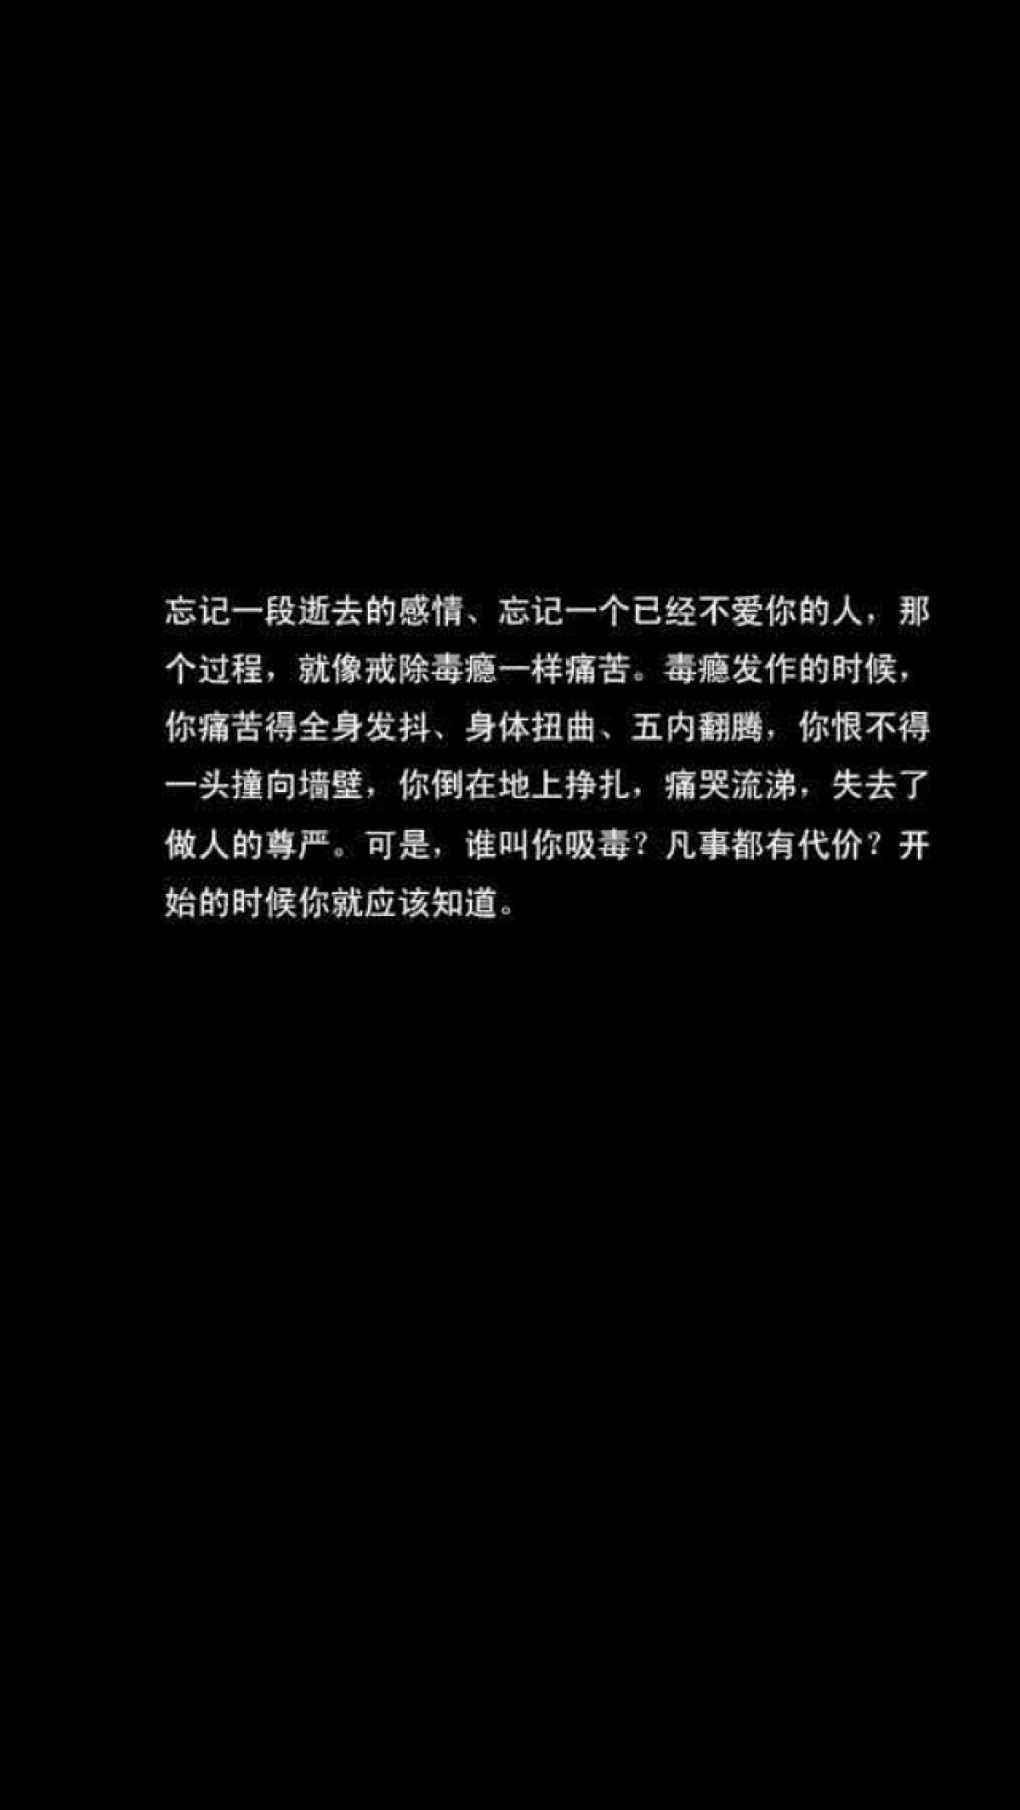 忘记一段逝去的感情、忘记一个已经不爱你的人，那
个过程，就像戒除毒瘾一样痛苦。毒瘾发作的时候，
你痛苦得全身发抖、身体扭曲、五内翻腾，你恨不得
一头撞向墙壁，你倒在地上挣扎，痛哭流涕，失去了
做人的尊严。可是，谁叫你吸毒？凡事都有代价？开
始的时候你就应该知道。